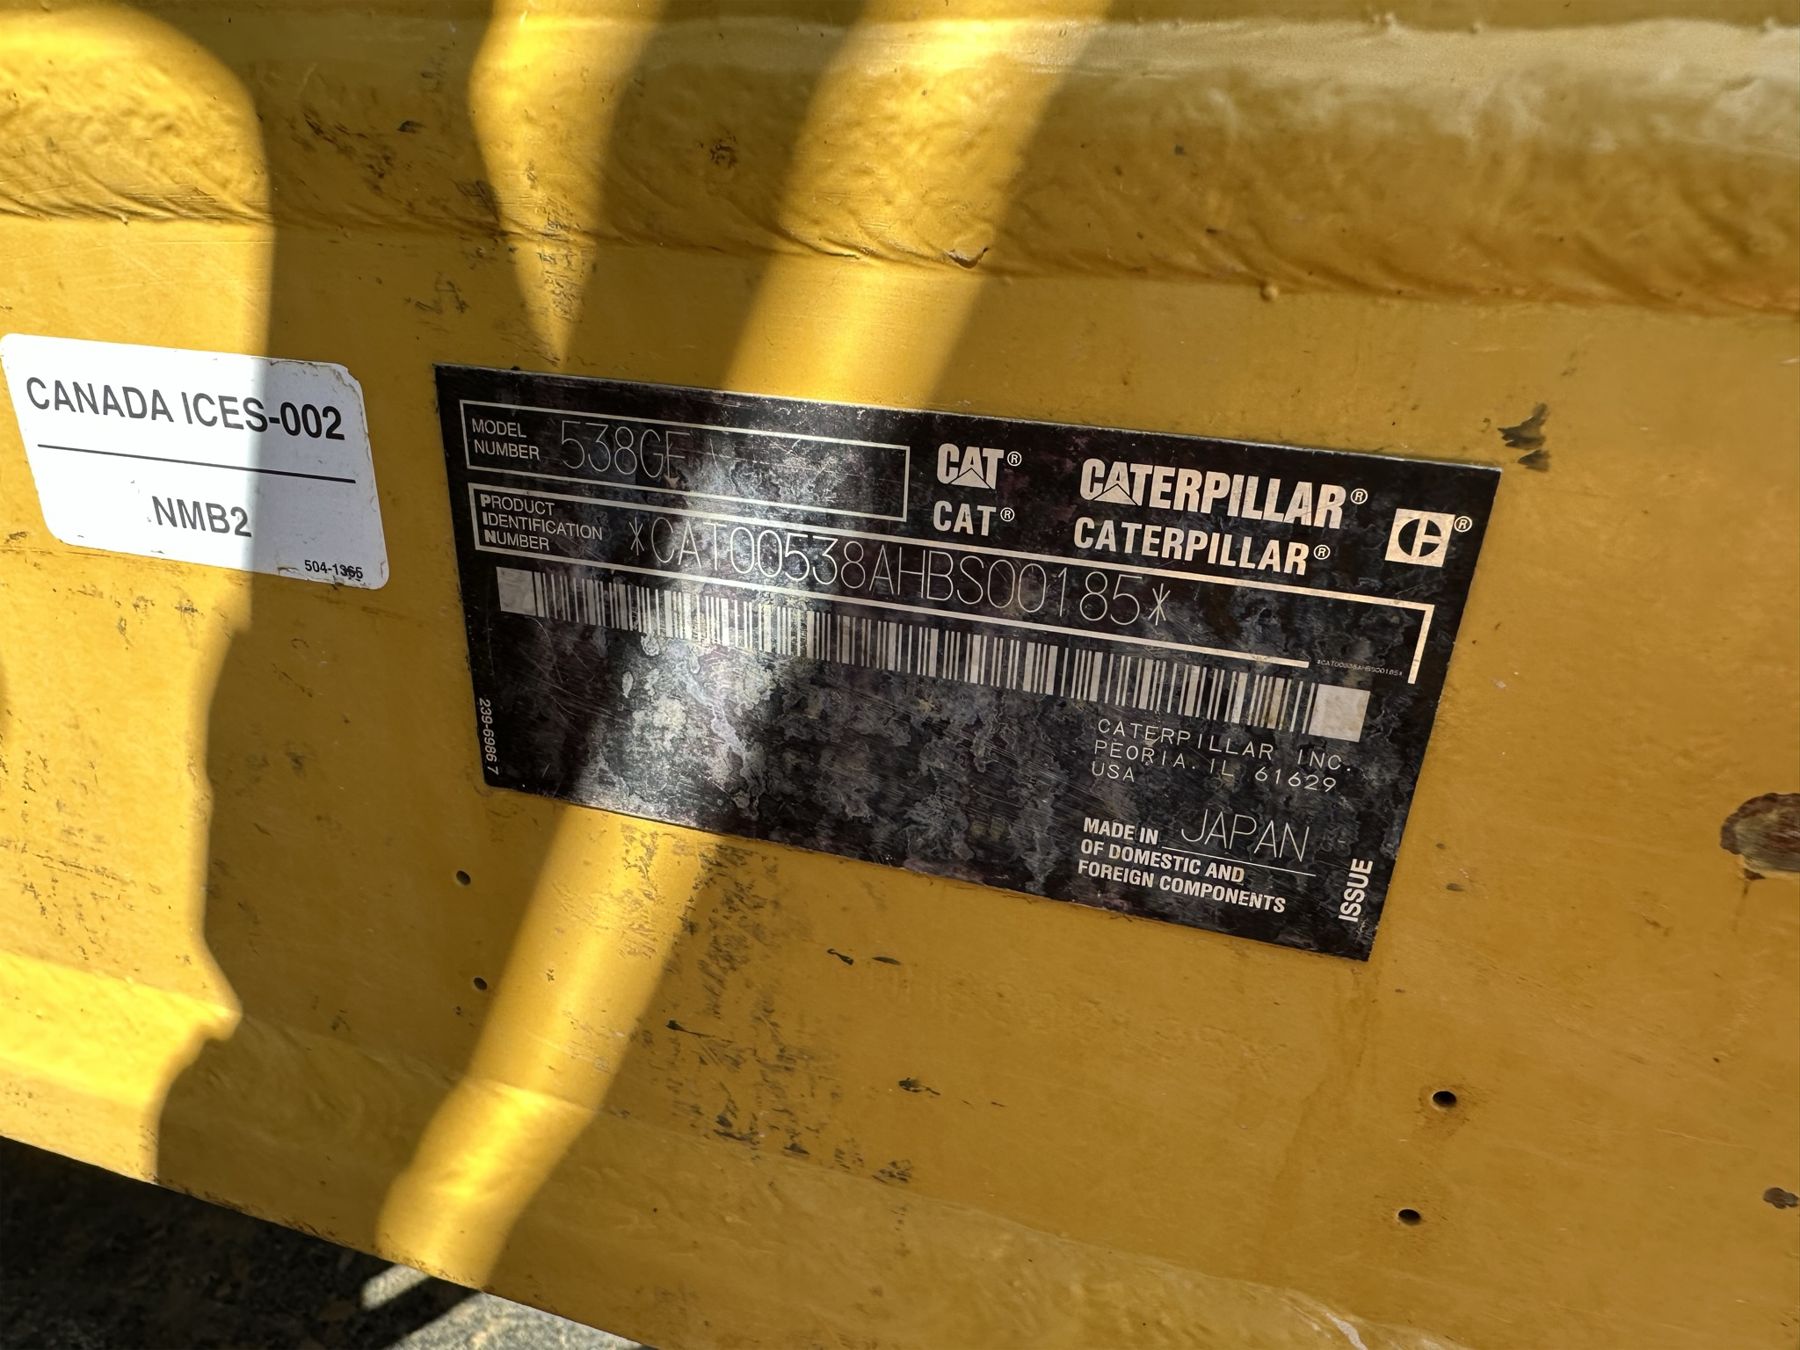 CANADA ICES-002
NMB2
504-1365
MODEL
NUMBER
538GF
PRODUCT
IDENTIFICATION
NUMBER
*CAT00538AHBS00185*
CAT®
CAT®
CATERPILLAR®
CATERPILLAR®
®
*CAT00538AHBS00185*
239-6986 7
CATERPILLAR INC.
PEORIA, IL 61629
USA
MADE IN JAPAN
OF DOMESTIC AND
FOREIGN COMPONENTS
ISSUE